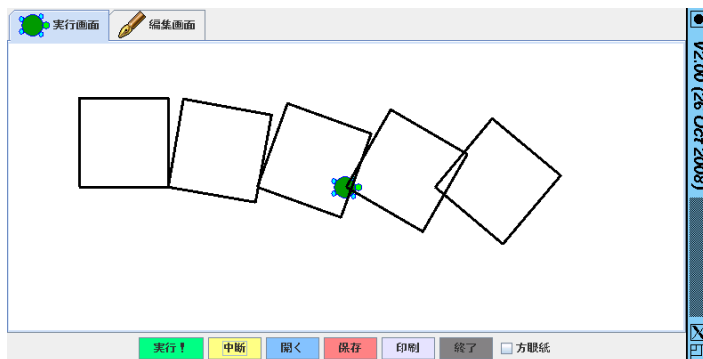 実行画面
編集画面
実行！
中断
開く
保存
印刷
終了
方眼紙
V2.00 (26 Oct 2008)